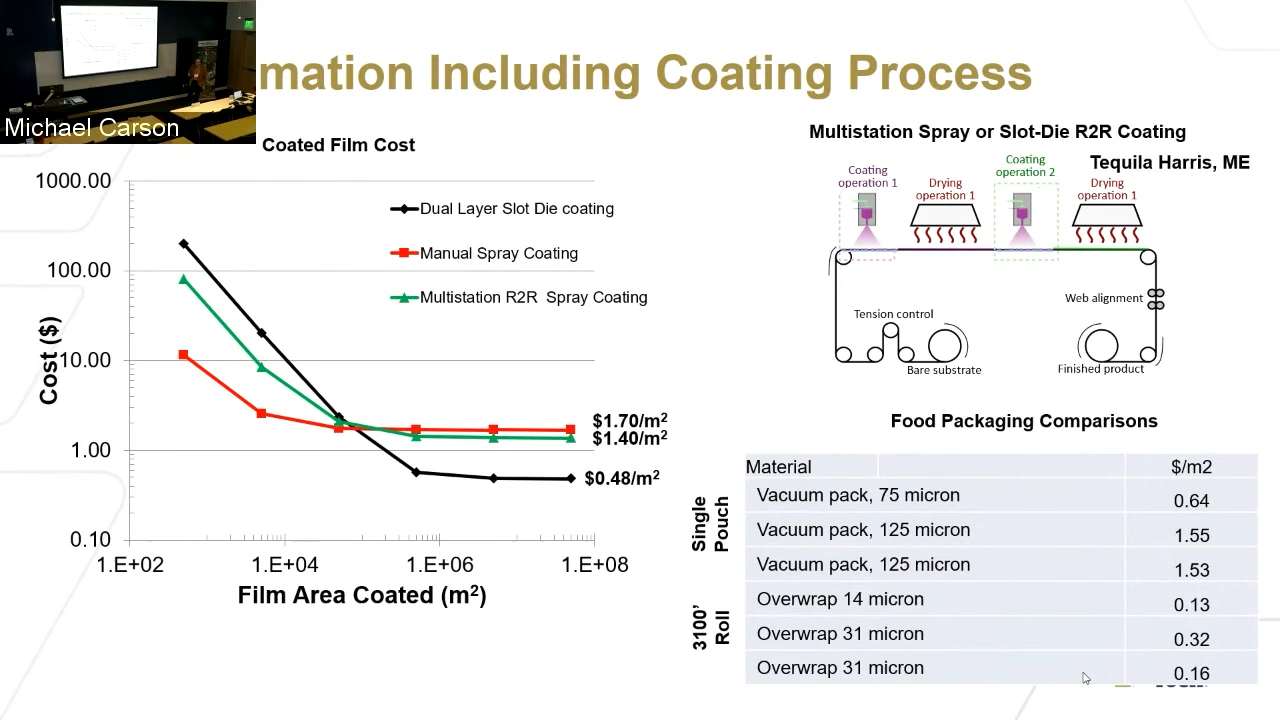 mation Including Coating Process
Michael Carson
Coated Film Cost
1000.00
100.00
10.00
1.00
0.10
Cost ($)
1.E+02
1.E+04
1.E+06
1.E+08
Film Area Coated (m²)
Dual Layer Slot Die coating
Manual Spray Coating
Multistation R2R Spray Coating
$1.70/m²
$1.40/m²
$0.48/m²
Multistation Spray or Slot-Die R2R Coating
Tequila Harris, ME
Coating
operation 1
Drying
operation 1
Coating
operation 2
Drying
operation 1
Web alignment
Tension control
Bare substrate
Finished product
Food Packaging Comparisons
Material $/m2
Single
Pouch
Vacuum pack, 75 micron 0.64
Vacuum pack, 125 micron 1.55
Vacuum pack, 125 micron 1.53
3100’
Roll
Overwrap 14 micron 0.13
Overwrap 31 micron 0.32
Overwrap 31 micron 0.16